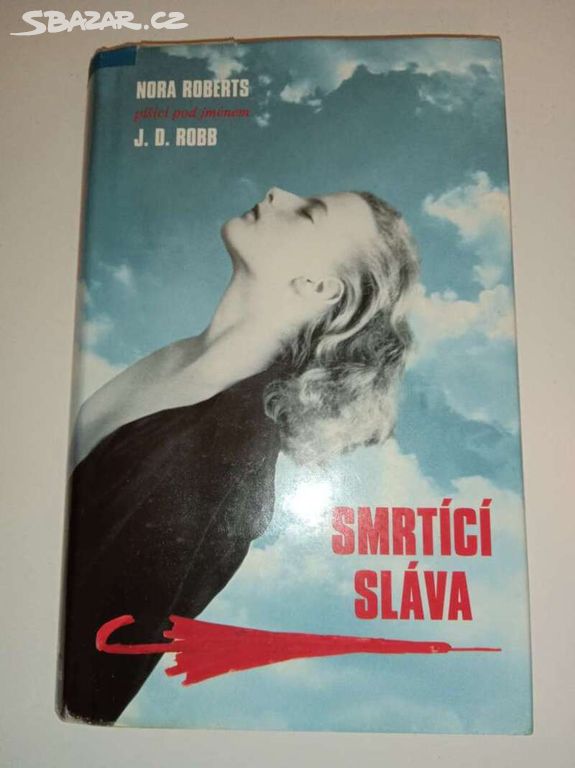 SBAZAR.CZ
NORA ROBERTS
píšící pod jménem
J. D. ROBB
SMRTÍCÍ
SLÁVA